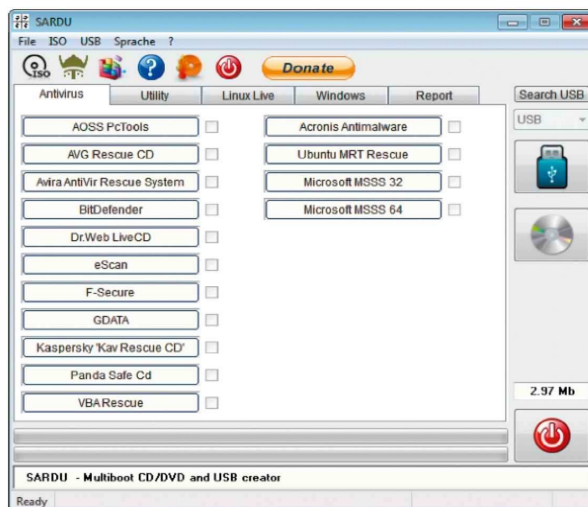 SARDU
File ISO USB Sprache ?
ISO Donate
Antivirus Utility Linux Live Windows Report Search USB
USB
AOSS PcTools Acronis Antimalware
AVG Rescue CD Ubuntu MRT Rescue
Avira AntiVir Rescue System Microsoft MSSS 32
BitDefender Microsoft MSSS 64
Dr.Web LiveCD
eScan
F-Secure
GDATA
Kaspersky 'Kav Rescue CD'
Panda Safe Cd
VBA Rescue
2.97 Mb
SARDU - Multiboot CD/DVD and USB creator
Ready